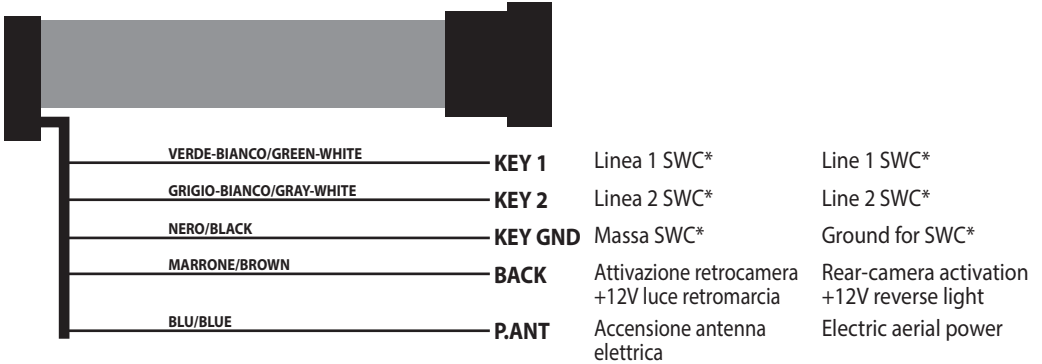 VERDE-BIANCO/GREEN-WHITE KEY 1 Linea 1 SWC* Line 1 SWC*
GRIGIO-BIANCO/GRAY-WHITE KEY 2 Linea 2 SWC* Line 2 SWC*
NERO/BLACK KEY GND Massa SWC* Ground for SWC*
MARRONE/BROWN BACK Attivazione retrocamera Rear-camera activation
+12V luce retromarcia +12V reverse light
BLU/BLUE P.ANT Accensione antenna Electric aerial power
elettrica